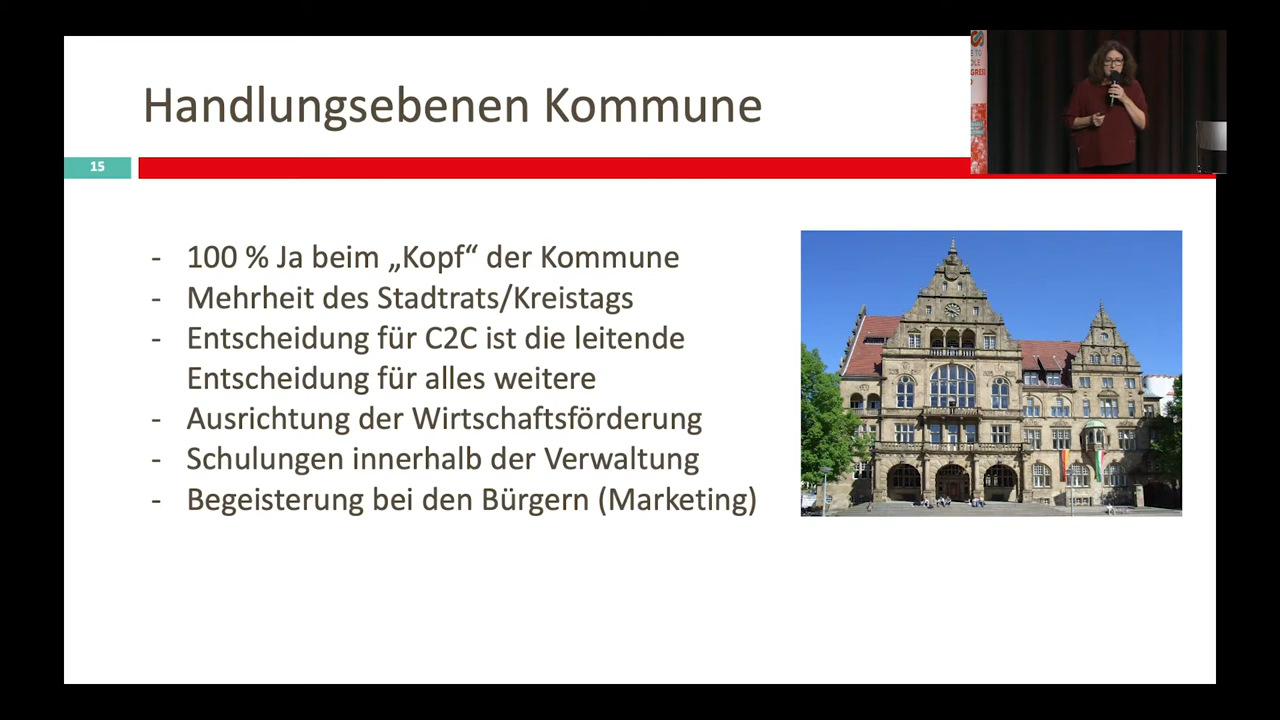 Handlungsebenen Kommune
15
- 100 % Ja beim „Kopf“ der Kommune
- Mehrheit des Stadtrats/Kreistags
- Entscheidung für C2C ist die leitende
Entscheidung für alles weitere
- Ausrichtung der Wirtschaftsförderung
- Schulungen innerhalb der Verwaltung
- Begeisterung bei den Bürgern (Marketing)